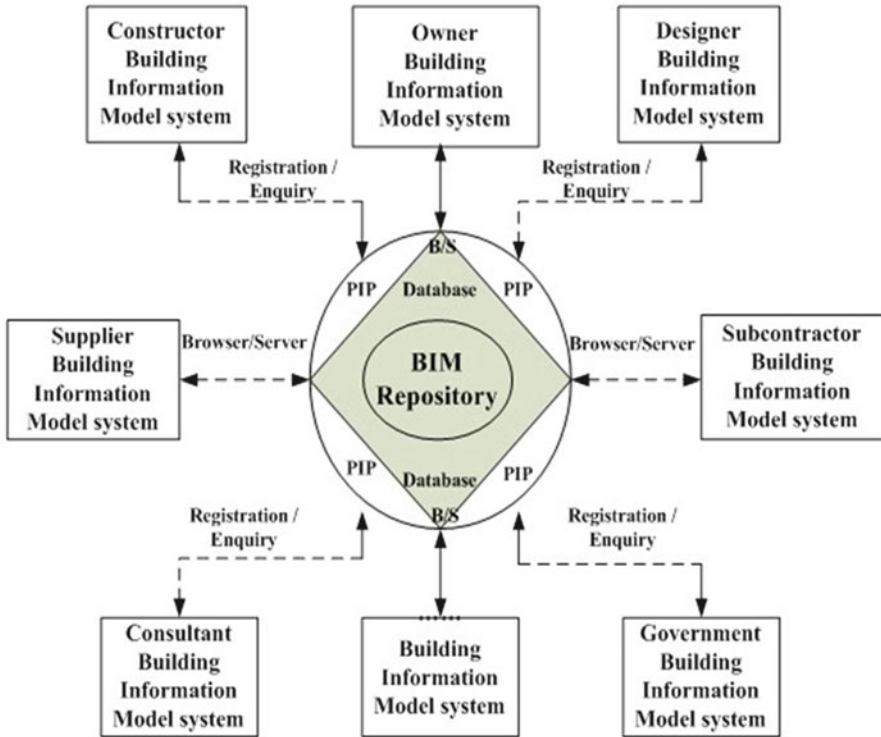 Constructor
Building
Information
Model system
Owner
Building
Information
Model system
Designer
Building
Information
Model system
Registration /
Enquiry
Registration /
Enquiry
B/S
PIP
Database
PIP
Supplier
Building
Information
Model system
Browser/Server
BIM
Repository
Browser/Server
Subcontractor
Building
Information
Model system
PIP
Database
PIP
B/S
Registration /
Enquiry
Registration /
Enquiry
Consultant
Building
Information
Model system
......
Building
Information
Model system
Government
Building
Information
Model system